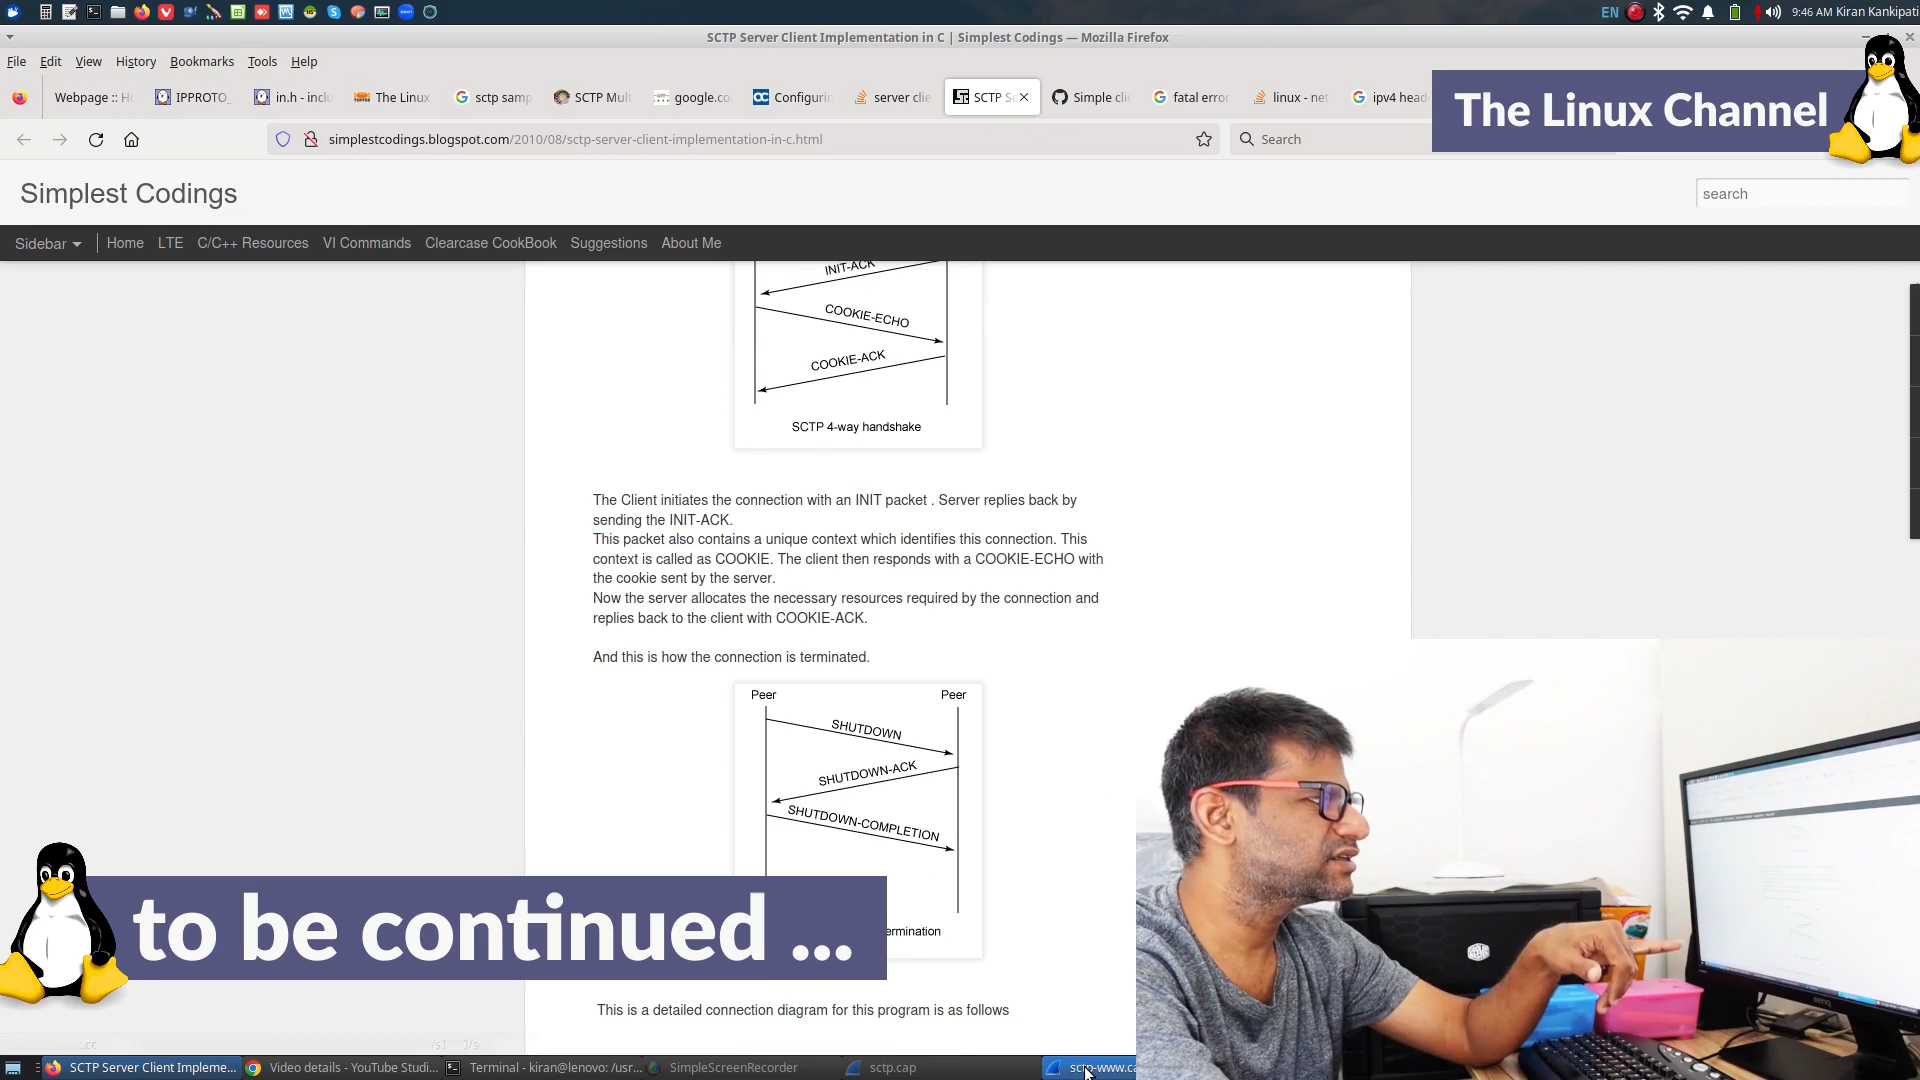 EN
9:46 AM Kiran Kankipati
SCTP Server Client Implementation in C | Simplest Codings — Mozilla Firefox
File Edit View History Bookmarks Tools Help
Webpage :: H
IPPROTO_
in.h - inclu
The Linux
sctp samp
SCTP Mult
google.co
Configurin
server clie
SCTP Se
Simple clie
fatal error
linux - net
ipv4 head
The Linux Channel
simplestcodings.blogspot.com/2010/08/sctp-server-client-implementation-in-c.html
Search
Simplest Codings
search
Sidebar Home LTE C/C++ Resources VI Commands Clearcase CookBook Suggestions About Me
INIT-ACK
COOKIE-ECHO
COOKIE-ACK
SCTP 4-way handshake
The Client initiates the connection with an INIT packet . Server replies back by
sending the INIT-ACK.
This packet also contains a unique context which identifies this connection. This
context is called as COOKIE. The client then responds with a COOKIE-ECHO with
the cookie sent by the server.
Now the server allocates the necessary resources required by the connection and
replies back to the client with COOKIE-ACK.
And this is how the connection is terminated.
Peer Peer
SHUTDOWN
SHUTDOWN-ACK
SHUTDOWN-COMPLETION
ermination
to be continued ...
This is a detailed connection diagram for this program is as follows
SCTP Server Client Impleme...
Video details - YouTube Studi...
Terminal - kiran@lenovo: /usr...
SimpleScreenRecorder
sctp.cap
sctp-www.ca